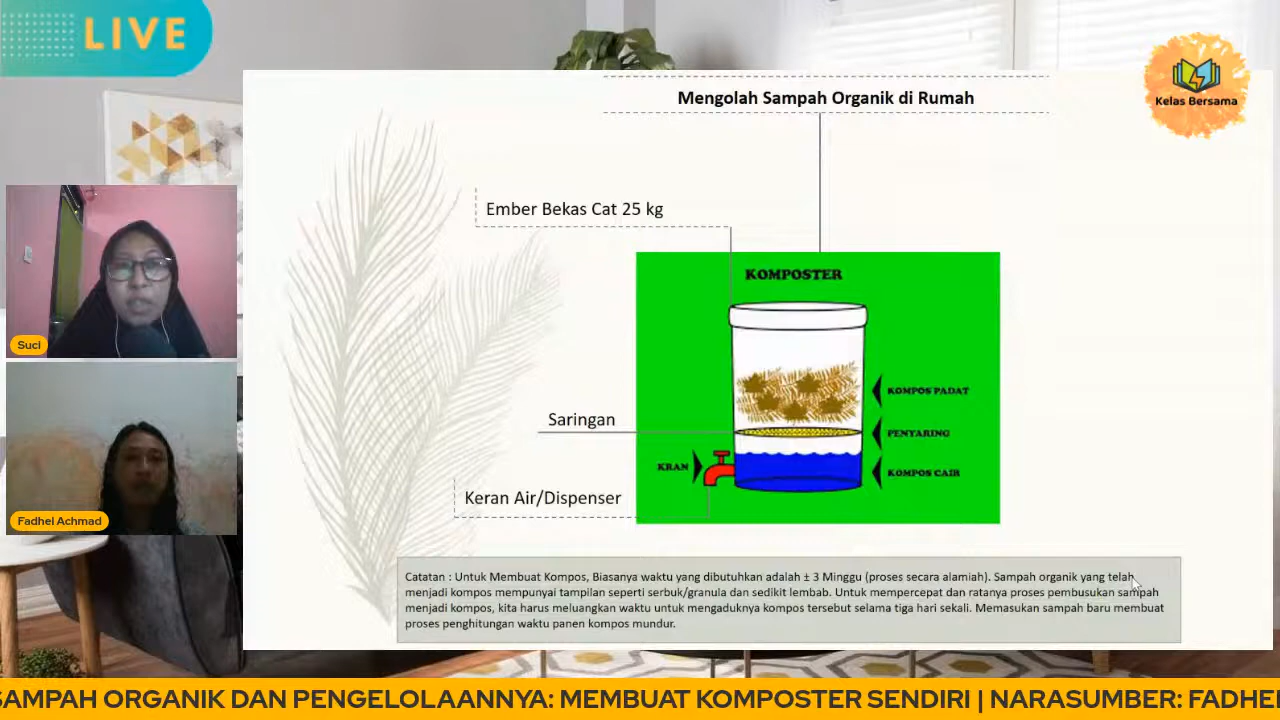 LIVE
Kelas Bersama
Mengolah Sampah Organik di Rumah
Ember Bekas Cat 25 kg
KOMPOSTER
KOMPOS PADAT
Saringan
PENYARING
KRAN
KOMPOS CAIR
Keran Air/Dispenser
Suci
Fadhel Achmad
Catatan : Untuk Membuat Kompos, Biasanya waktu yang dibutuhkan adalah ± 3 Minggu (proses secara alamiah). Sampah organik yang telah
menjadi kompos mempunyai tampilan seperti serbuk/granula dan sedikit lembab. Untuk mempercepat dan ratanya proses pembusukan sampah
menjadi kompos, kita harus meluangkan waktu untuk mengaduknya kompos tersebut selama tiga hari sekali. Memasukan sampah baru membuat
proses penghitungan waktu panen kompos mundur.
SAMPAH ORGANIK DAN PENGELOLAANNYA: MEMBUAT KOMPOSTER SENDIRI | NARASUMBER: FADHEL